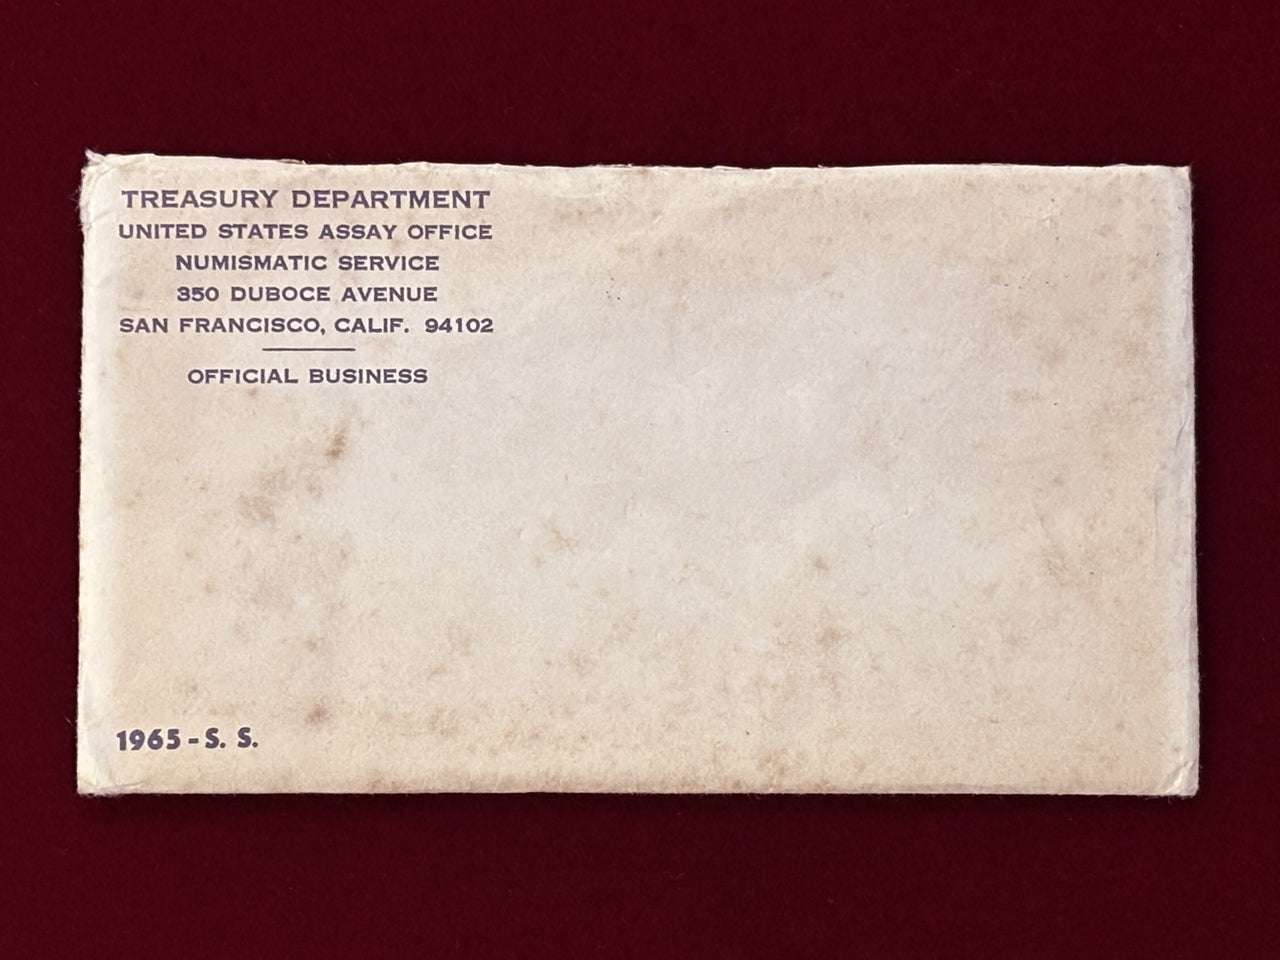 TREASURY DEPARTMENT
UNITED STATES ASSAY OFFICE
NUMISMATIC SERVICE
350 DUBOCE AVENUE
SAN FRANCISCO, CALIF. 94102
OFFICIAL BUSINESS
1965 - S. S.